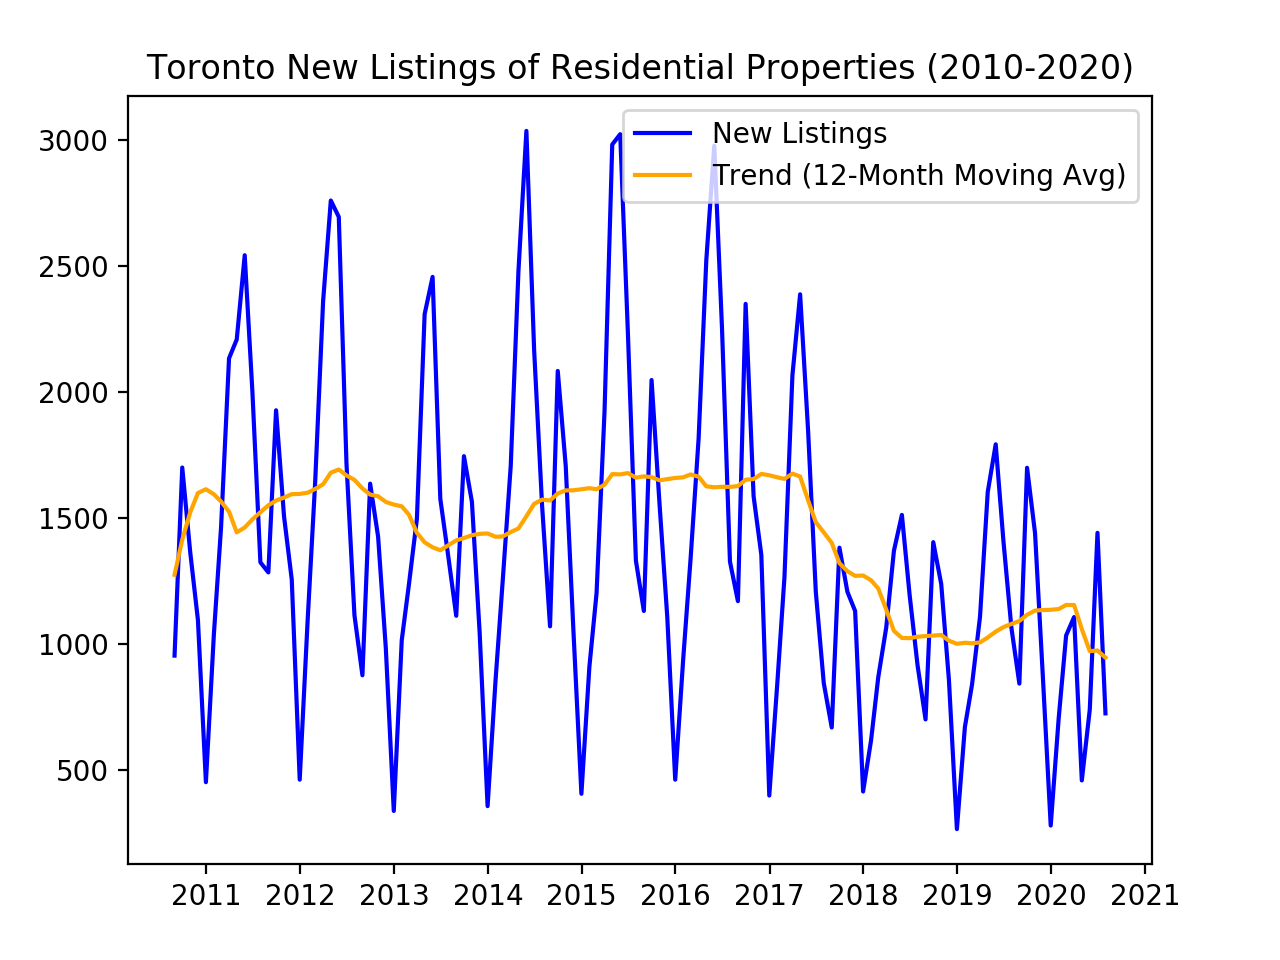 Toronto New Listings of Residential Properties (2010-2020)
New Listings
Trend (12-Month Moving Avg)
3000
2500
2000
1500
1000
500
2011 2012 2013 2014 2015 2016 2017 2018 2019 2020 2021